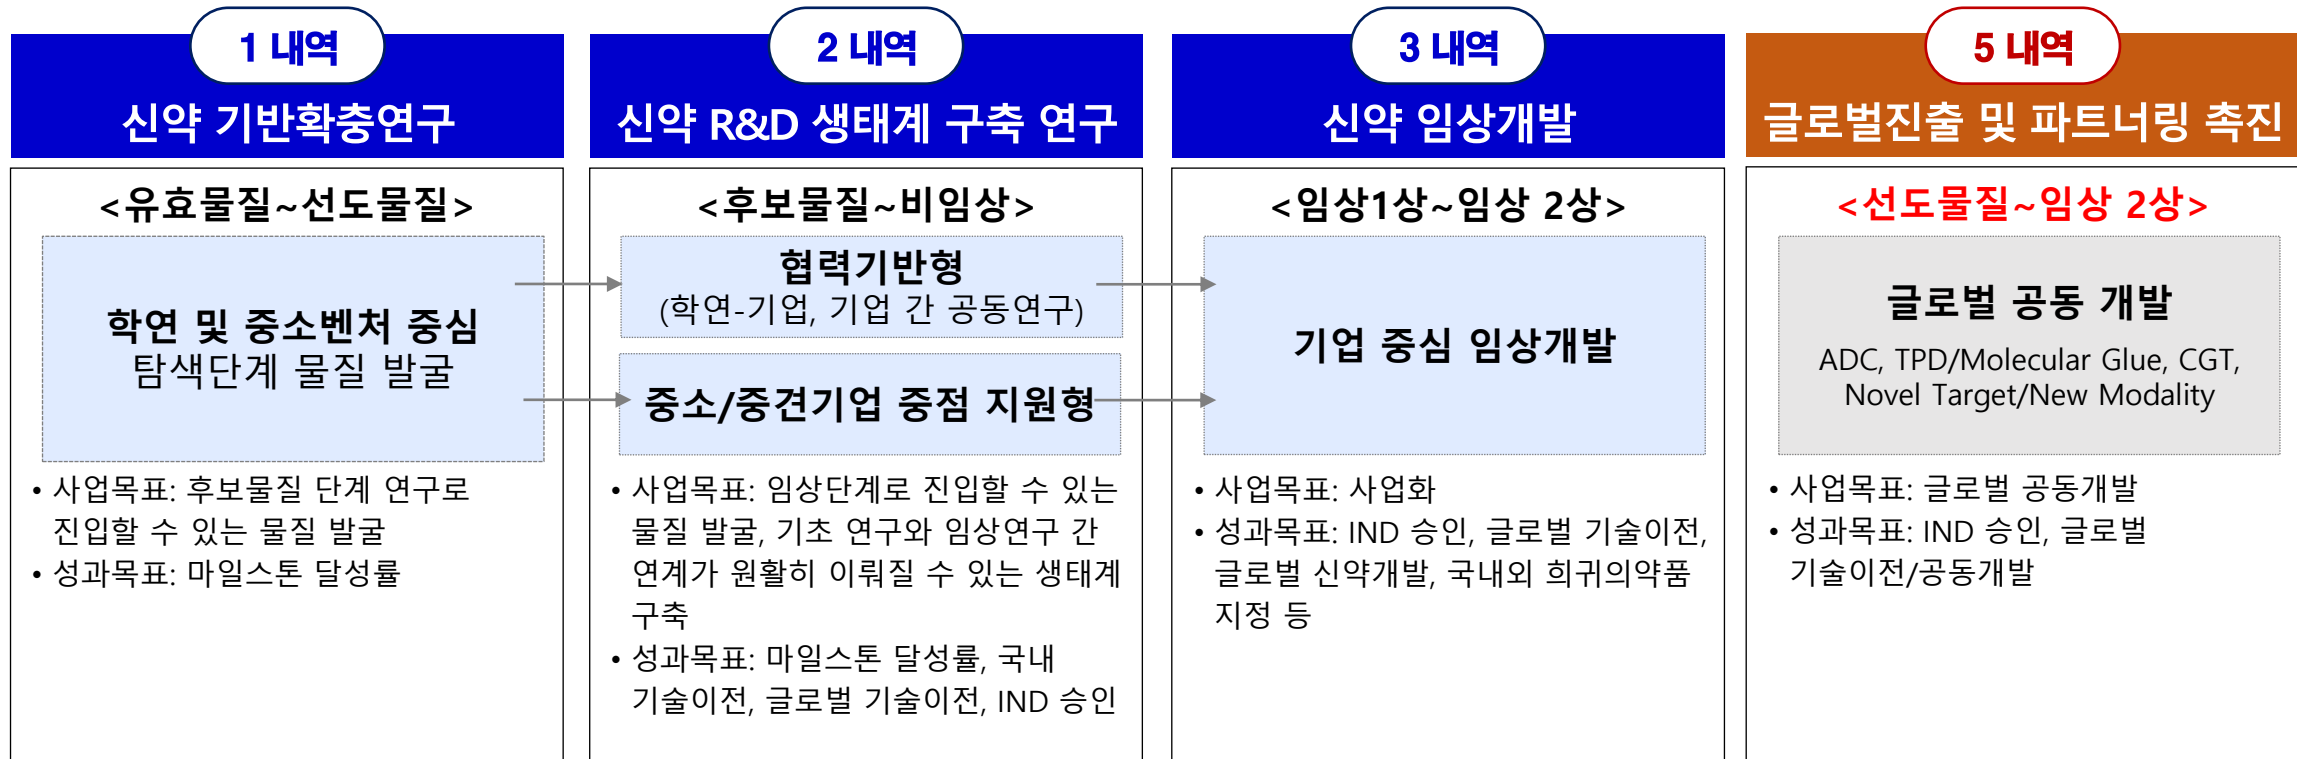 1 내역
신약 기반확충연구
<유효물질~선도물질>
학연 및 중소벤처 중심
탐색단계 물질 발굴
• 사업목표: 후보물질 단계 연구로
진입할 수 있는 물질 발굴
• 성과목표: 마일스톤 달성률
2 내역
신약 R&D 생태계 구축 연구
<후보물질~비임상>
협력기반형
(학연-기업, 기업 간 공동연구)
중소/중견기업 중점 지원형
• 사업목표: 임상단계로 진입할 수 있는
물질 발굴, 기초 연구와 임상연구 간
연계가 원활히 이뤄질 수 있는 생태계
구축
• 성과목표: 마일스톤 달성률, 국내
기술이전, 글로벌 기술이전, IND 승인
3 내역
신약 임상개발
<임상1상~임상 2상>
기업 중심 임상개발
• 사업목표: 사업화
• 성과목표: IND 승인, 글로벌 기술이전,
글로벌 신약개발, 국내외 희귀의약품
지정 등
5 내역
글로벌진출 및 파트너링 촉진
<선도물질~임상 2상>
글로벌 공동 개발
ADC, TPD/Molecular Glue, CGT,
Novel Target/New Modality
• 사업목표: 글로벌 공동개발
• 성과목표: IND 승인, 글로벌
기술이전/공동개발